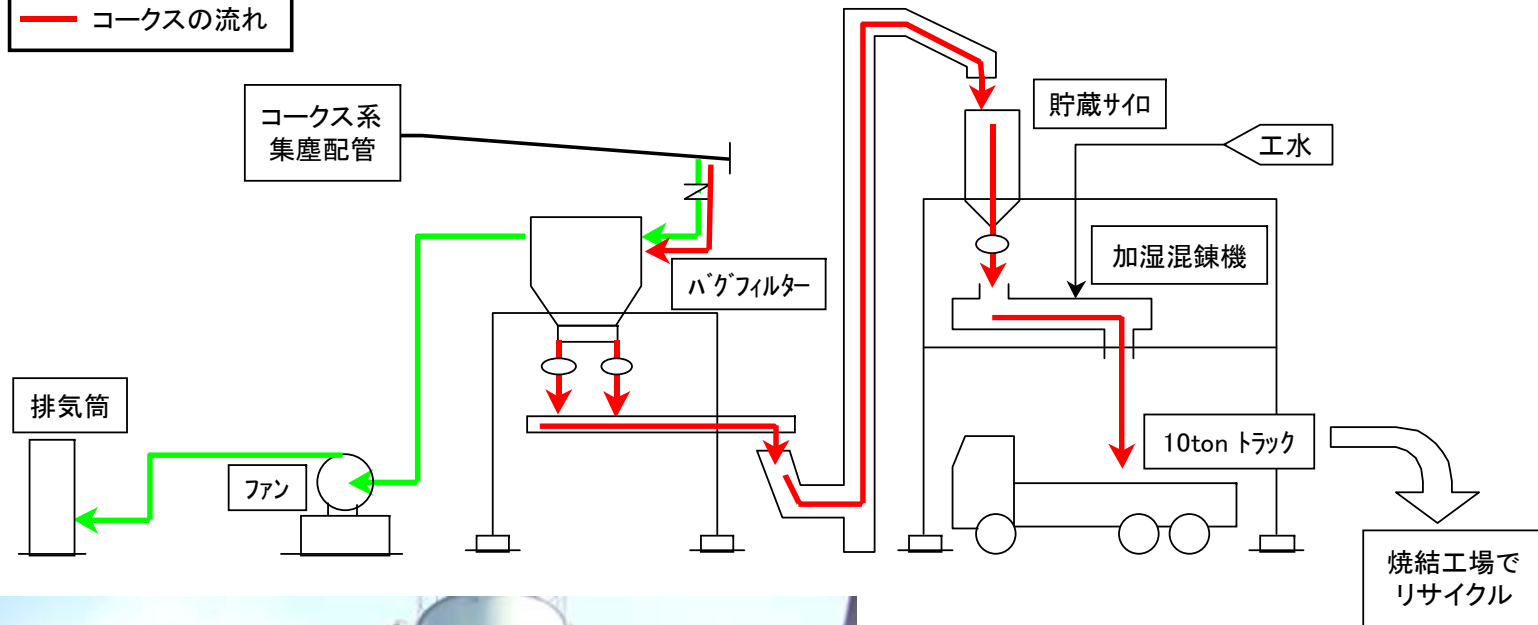 コークスの流れ
コークス系
集塵配管
貯蔵ｻｲﾛ
工水
加湿混錬機
ﾊﾞｸﾞﾌｨﾙﾀｰ
排気筒
ﾌｧﾝ
10ton ﾄﾗｯｸ
焼結工場で
リサイクル